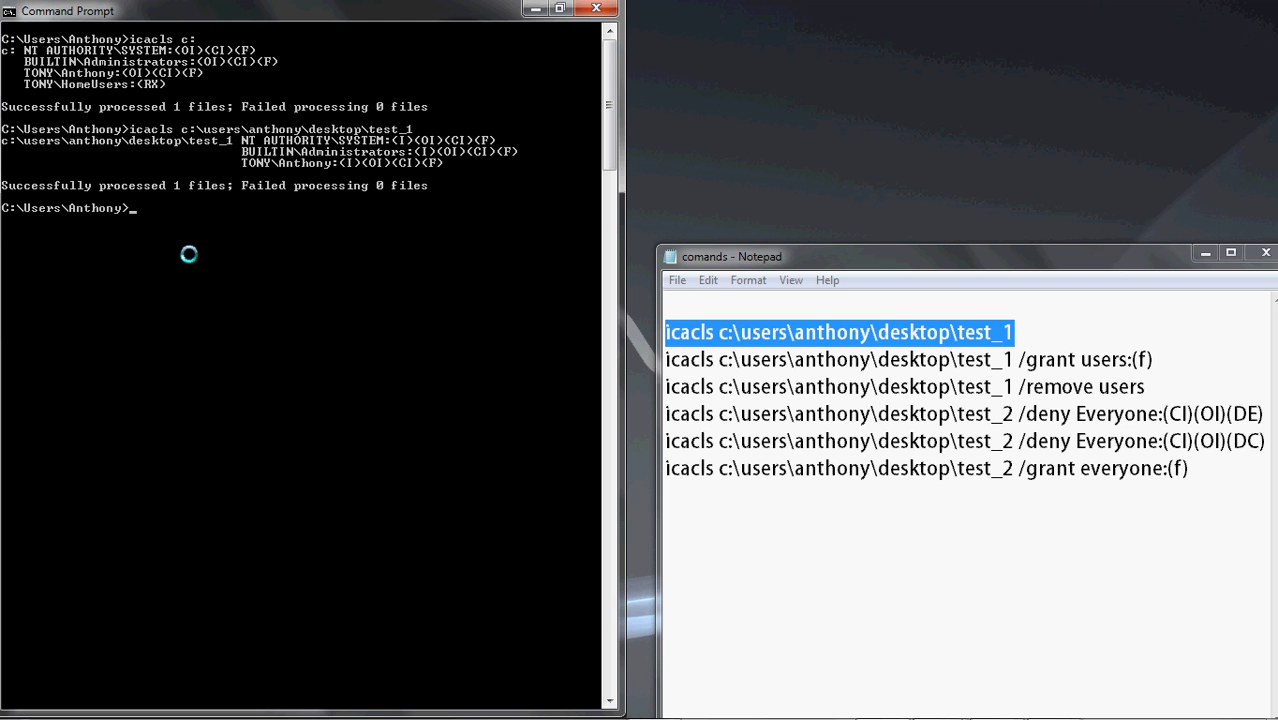 Command Prompt
C:\Users\Anthony>icacls c:
c: NT AUTHORITY\SYSTEM:(OI)(CI)(F)
BUILTIN\Administrators:(OI)(CI)(F)
TONY\Anthony:(OI)(CI)(F)
TONY\HomeUsers:(RX)
Successfully processed 1 files; Failed processing 0 files
C:\Users\Anthony>icacls c:\users\anthony\desktop\test_1
c:\users\anthony\desktop\test_1 NT AUTHORITY\SYSTEM:(I)(OI)(CI)(F)
BUILTIN\Administrators:(I)(OI)(CI)(F)
TONY\Anthony:(I)(OI)(CI)(F)
Successfully processed 1 files; Failed processing 0 files
C:\Users\Anthony>_
comands - Notepad
File Edit Format View Help
icacls c:\users\anthony\desktop\test_1
icacls c:\users\anthony\desktop\test_1 /grant users:(f)
icacls c:\users\anthony\desktop\test_1 /remove users
icacls c:\users\anthony\desktop\test_2 /deny Everyone:(CI)(OI)(DE)
icacls c:\users\anthony\desktop\test_2 /deny Everyone:(CI)(OI)(DC)
icacls c:\users\anthony\desktop\test_2 /grant everyone:(f)